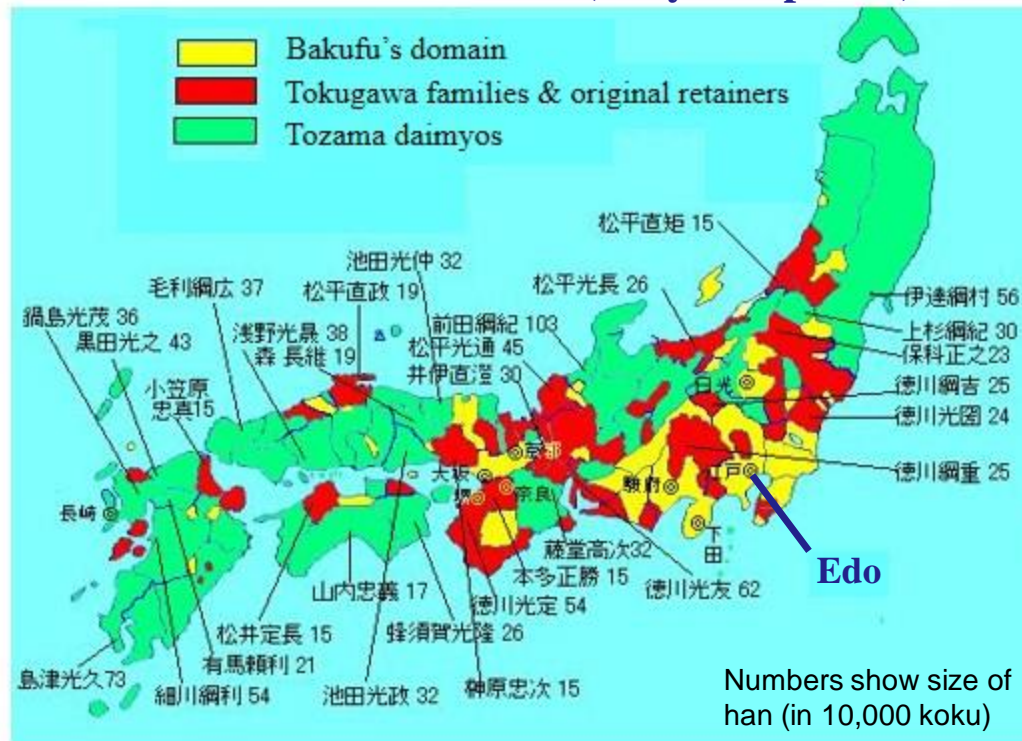 Bakufu's domain
Tokugawa families & original retainers
Tozama daimyos
松平直矩 15
池田光仲 32
松平光長 26
毛利綱広 37
松平直政 19
伊達綱村 56
鍋島光茂 36
浅野光晟 38
前田綱紀 103
上杉綱紀 30
黒田光之 43
森 長維 19
松平光通 45
保科正之23
井伊直澄 30
小笠原
忠真15
日光
徳川綱吉 25
徳川光圀 24
京都
大坂
江戸
徳川綱重 25
駿府
堺
奈良
長崎
下田
藤堂高次32
Edo
本多正勝 15
山内忠義 17
徳川光定 54
徳川光友 62
松井定長 15
蜂須賀光隆 26
有馬頼利 21
島津光久73
細川綱利 54
池田光政 32
榊原忠次 15
Numbers show size of
han (in 10,000 koku)